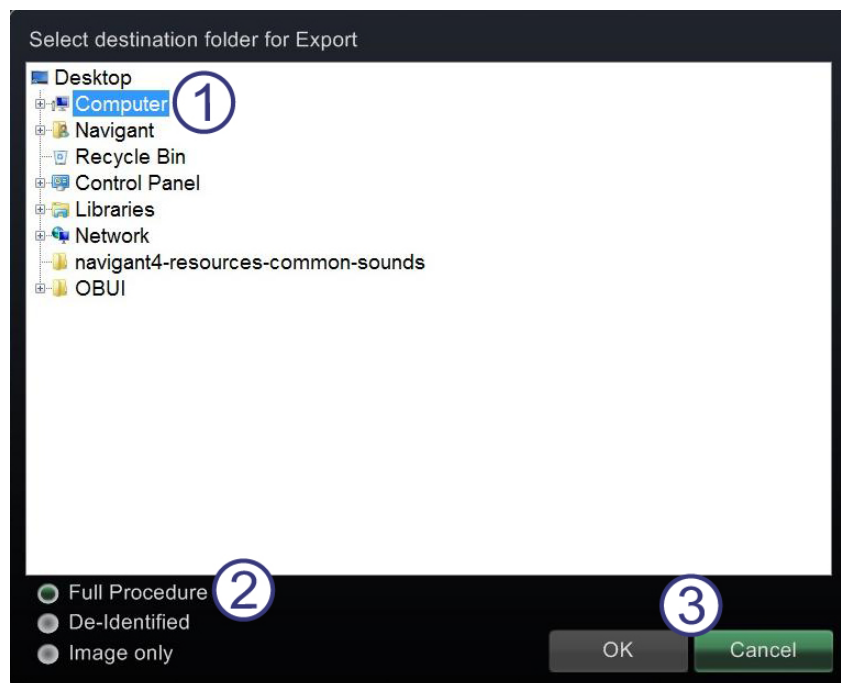 Select destination folder for Export
Desktop
Computer
1
Navigant
Recycle Bin
Control Panel
Libraries
Network
navigant4-resources-common-sounds
OBUI
Full Procedure
2
De-Identified
3
Image only
OK
Cancel